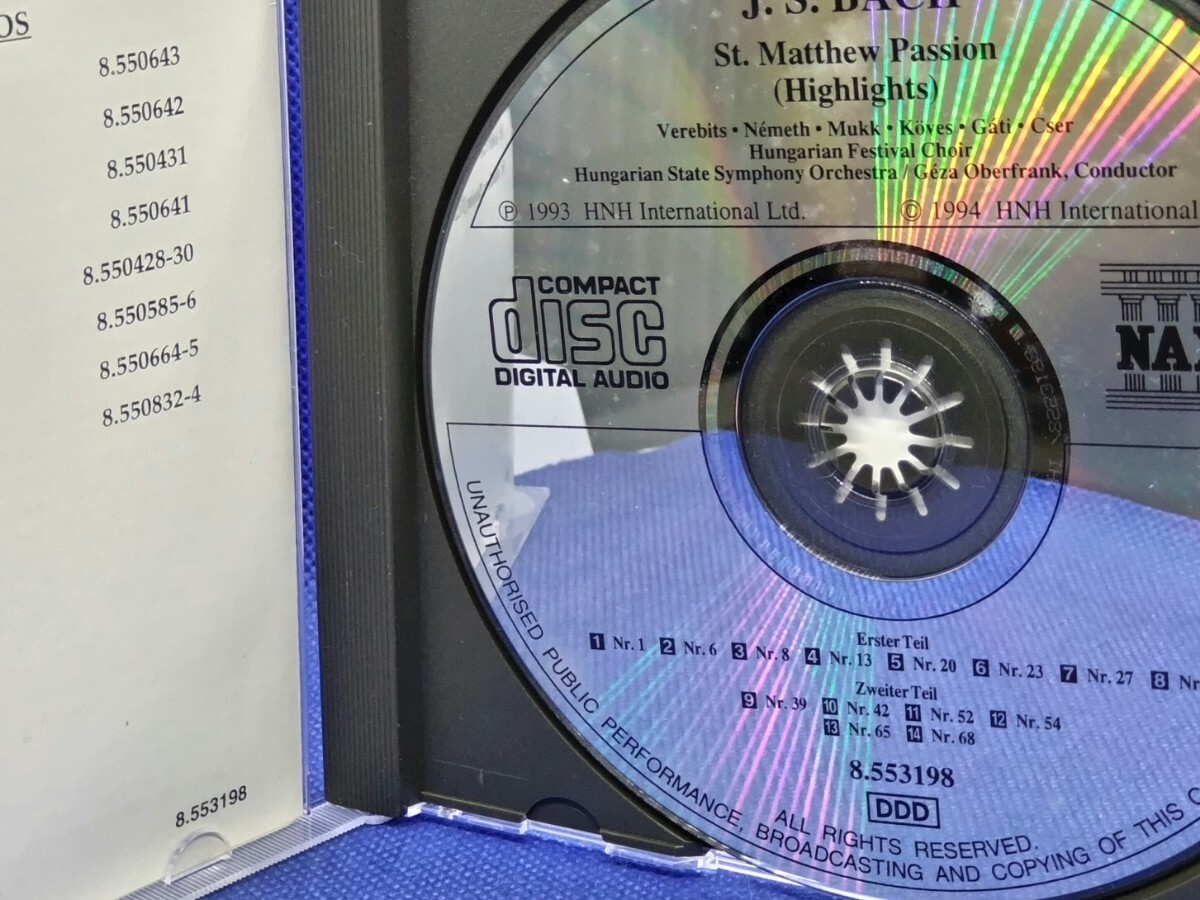 OS
8.550643
8.550642
8.550431
8.550641
8.550428-30
8.550585-6
8.550664-5
8.550832-4
8.553198
J. S. BACH
St. Matthew Passion
(Highlights)
Verebits • Németh • Mukk • Köves • Gáti • Cser
Hungarian Festival Choir
Hungarian State Symphony Orchestra / Géza Oberfrank, Conductor
℗ 1993 HNH International Ltd. © 1994 HNH International
COMPACT
disc
DIGITAL AUDIO
NAX
Erster Teil
1 Nr. 1 2 Nr. 6 3 Nr. 8 4 Nr. 13 5 Nr. 20 6 Nr. 23 7 Nr. 27 8 Nr
Zweiter Teil
9 Nr. 39 10 Nr. 42 11 Nr. 52 12 Nr. 54
13 Nr. 65 14 Nr. 68
8.553198
DDD
ALL RIGHTS RESERVED.
UNAUTHORISED PUBLIC PERFORMANCE, BROADCASTING AND COPYING OF THIS C